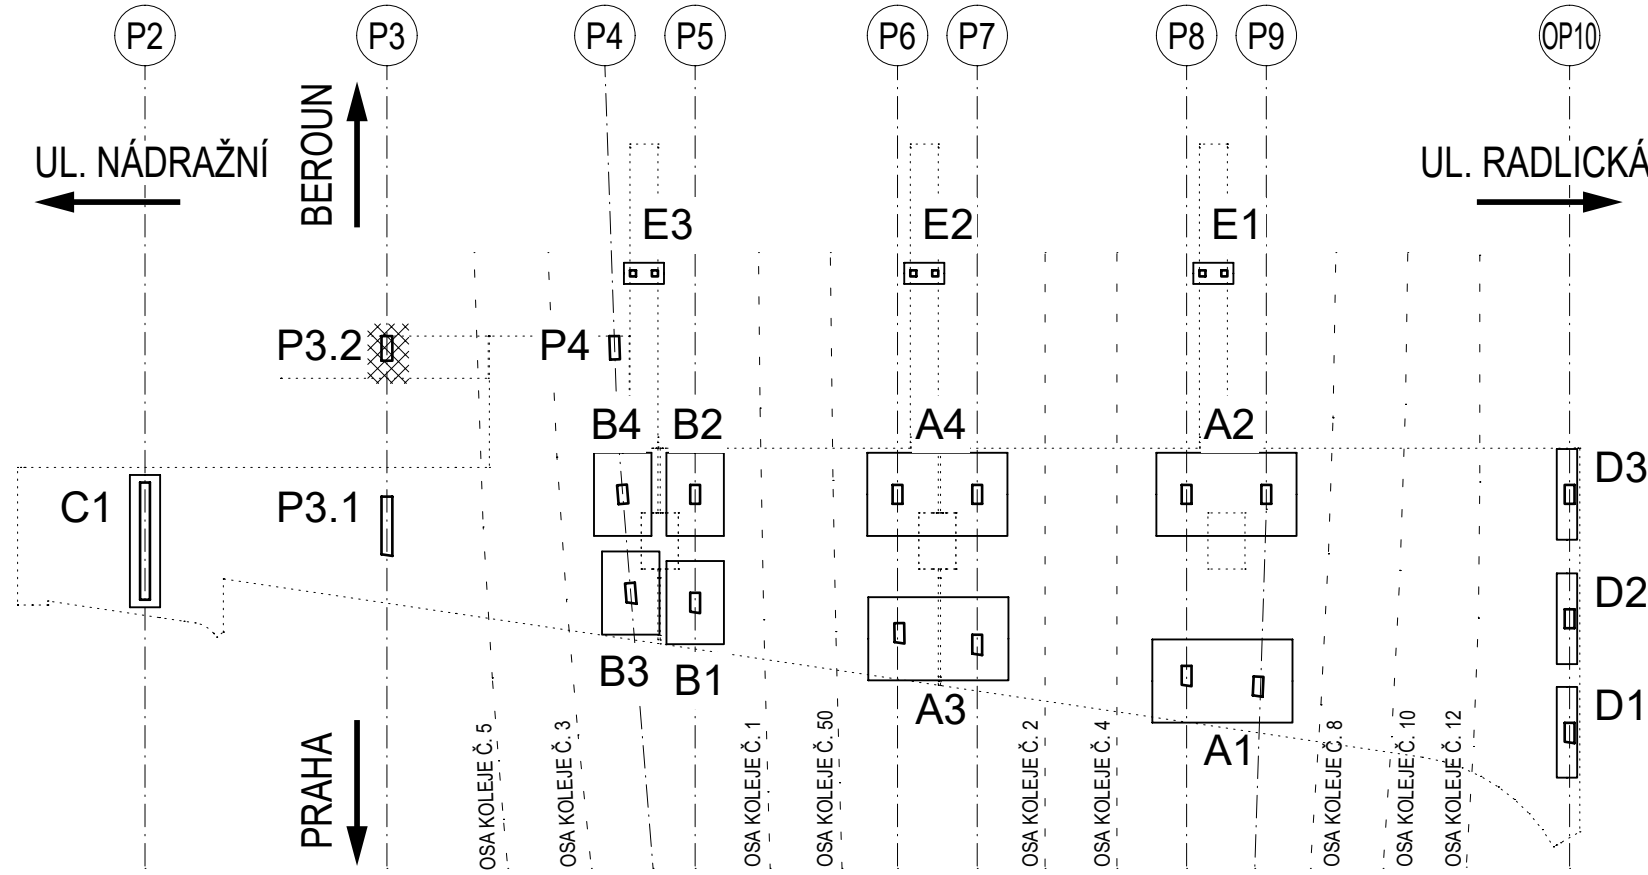 P2 P3 P4 P5 P6 P7 P8 P9 OP10
BEROUN
UL. NÁDRAŽNÍ
UL. RADLICKÁ
E3 E2 E1
P3.2 P4
B4 B2 A4 A2
D3
C1 P3.1
D2
B3 B1
A3
D1
A1
PRAHA
OSA KOLEJE Č. 5
OSA KOLEJE Č. 3
OSA KOLEJE Č. 1
OSA KOLEJE Č. 50
OSA KOLEJE Č. 2
OSA KOLEJE Č. 4
OSA KOLEJE Č. 8
OSA KOLEJE Č. 10
OSA KOLEJE Č. 12